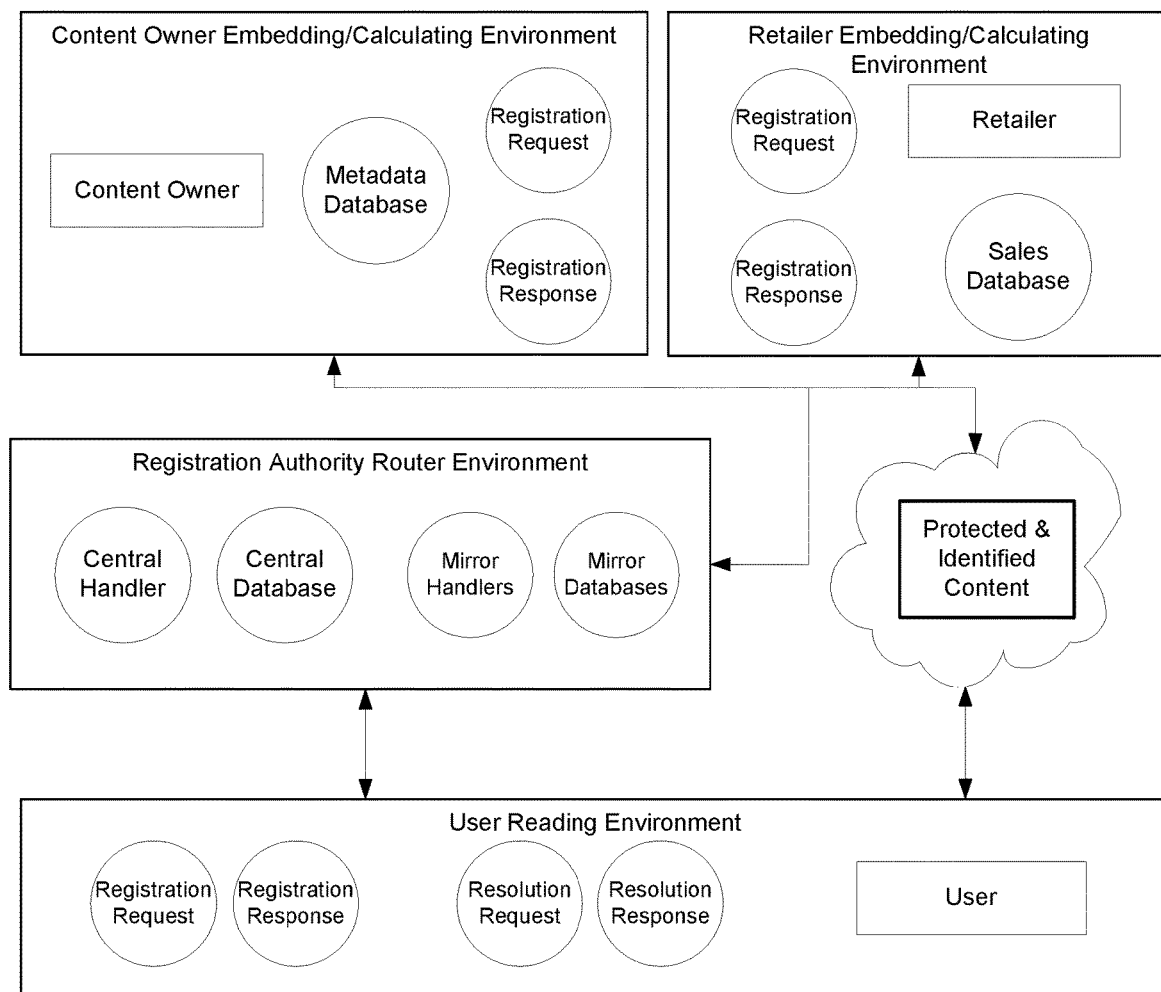 Content Owner Embedding/Calculating Environment
Content Owner
Metadata
Database
Registration
Request
Registration
Response
Retailer Embedding/Calculating
Environment
Registration
Request
Retailer
Registration
Response
Sales
Database
Registration Authority Router Environment
Central
Handler
Central
Database
Mirror
Handlers
Mirror
Databases
Protected &
Identified
Content
User Reading Environment
Registration
Request
Registration
Response
Resolution
Request
Resolution
Response
User